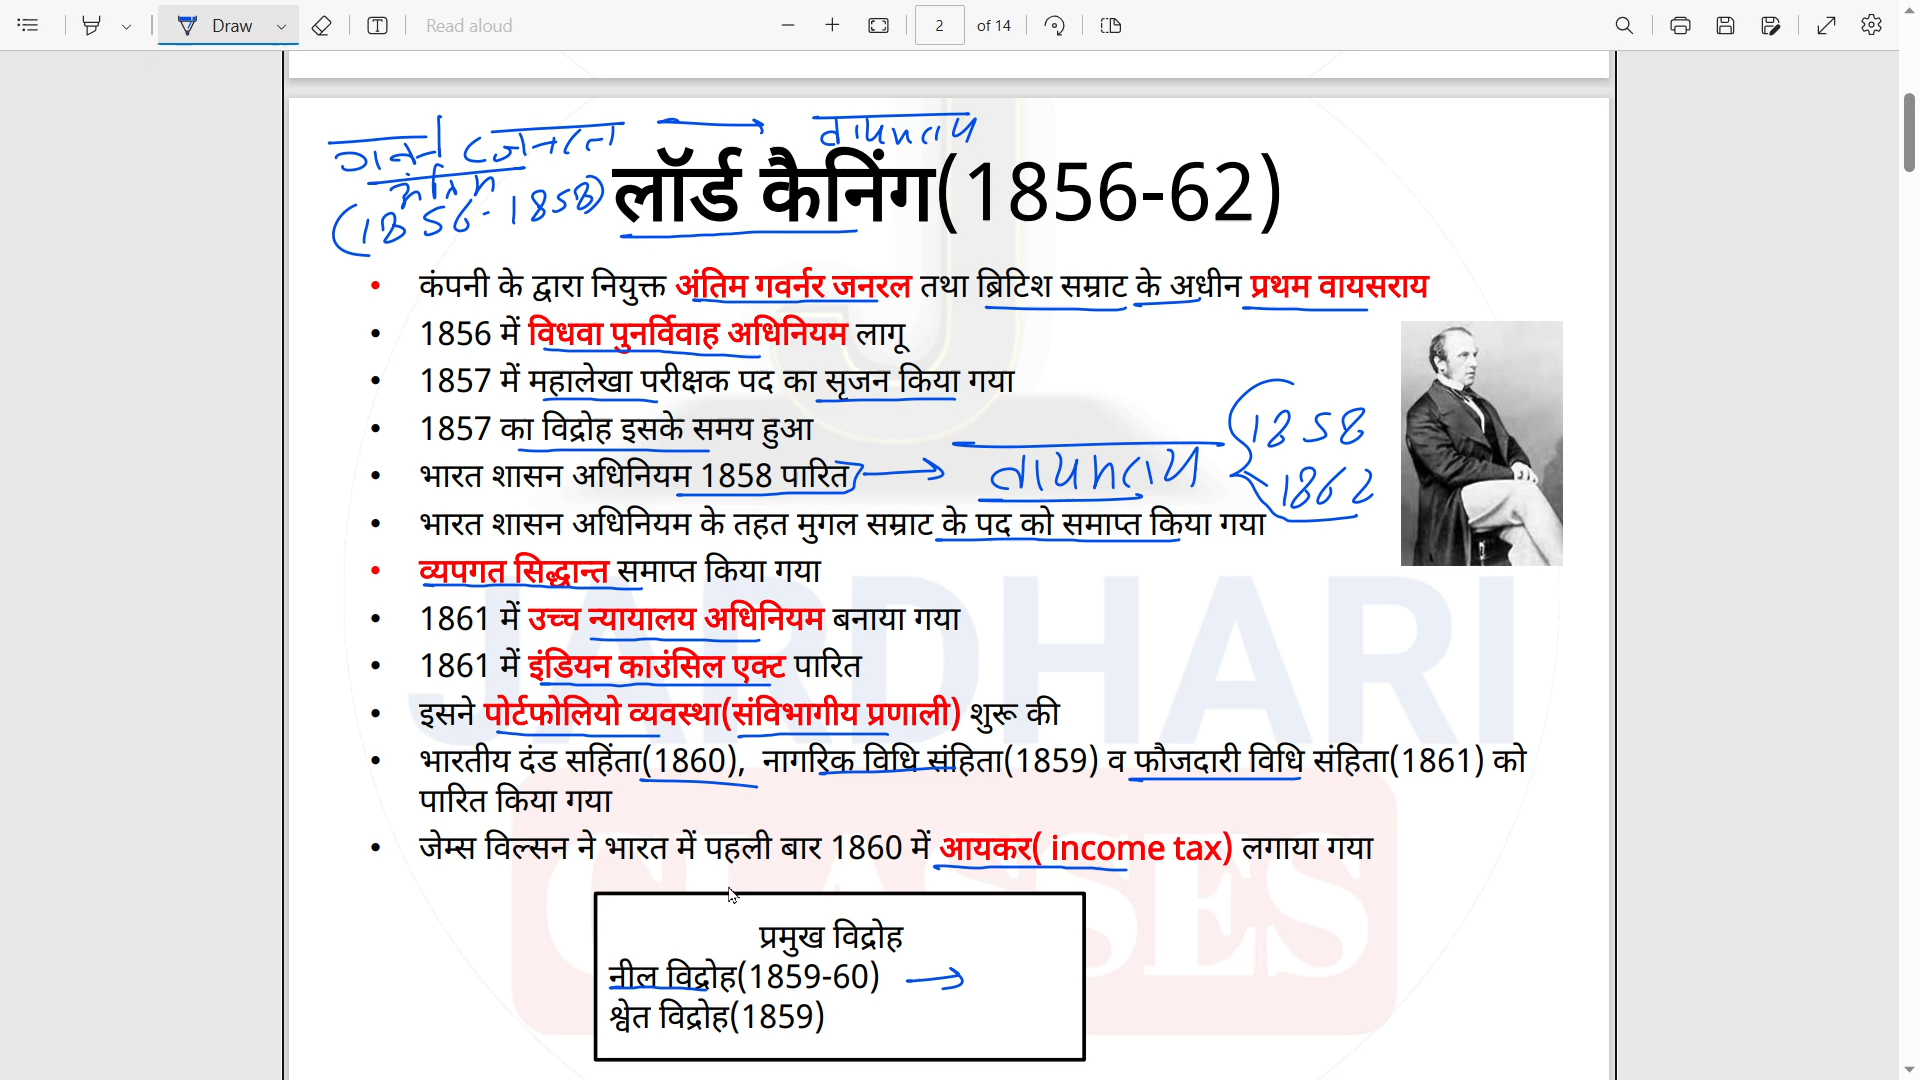 Draw
Read aloud
2 of 14
गवर्नर जनरल → वायसराय
(1856-1858)
लॉर्ड कैनिंग(1856-62)
• कंपनी के द्वारा नियुक्त अंतिम गवर्नर जनरल तथा ब्रिटिश सम्राट के अधीन प्रथम वायसराय
• 1856 में विधवा पुनर्विवाह अधिनियम लागू
• 1857 में महालेखा परीक्षक पद का सृजन किया गया
• 1857 का विद्रोह इसके समय हुआ
• भारत शासन अधिनियम 1858 पारित → वायसराय
1858
1862
• भारत शासन अधिनियम के तहत मुगल सम्राट के पद को समाप्त किया गया
• व्यपगत सिद्धान्त समाप्त किया गया
• 1861 में उच्च न्यायालय अधिनियम बनाया गया
• 1861 में इंडियन काउंसिल एक्ट पारित
• इसने पोर्टफोलियो व्यवस्था(संविभागीय प्रणाली) शुरू की
• भारतीय दंड सहिंता(1860), नागरिक विधि संहिता(1859) व फौजदारी विधि संहिता(1861) को
पारित किया गया
• जेम्स विल्सन ने भारत में पहली बार 1860 में आयकर( income tax) लगाया गया
प्रमुख विद्रोह
नील विद्रोह(1859-60) →
श्वेत विद्रोह(1859)
JARDHARI
CLASSES